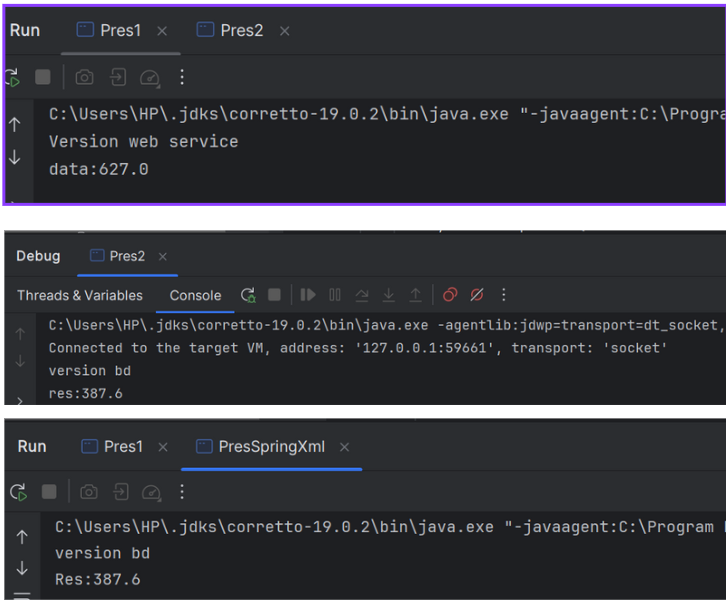 Run Pres1 × Pres2 ×
C:\Users\HP\.jdks\corretto-19.0.2\bin\java.exe "-javaagent:C:\Progra
Version web service
data:627.0
Debug Pres2 ×
Threads & Variables Console
C:\Users\HP\.jdks\corretto-19.0.2\bin\java.exe -agentlib:jdwp=transport=dt_socket,
Connected to the target VM, address: '127.0.0.1:59661', transport: 'socket'
version bd
res:387.6
Run Pres1 × PresSpringXml ×
C:\Users\HP\.jdks\corretto-19.0.2\bin\java.exe "-javaagent:C:\Program
version bd
Res:387.6